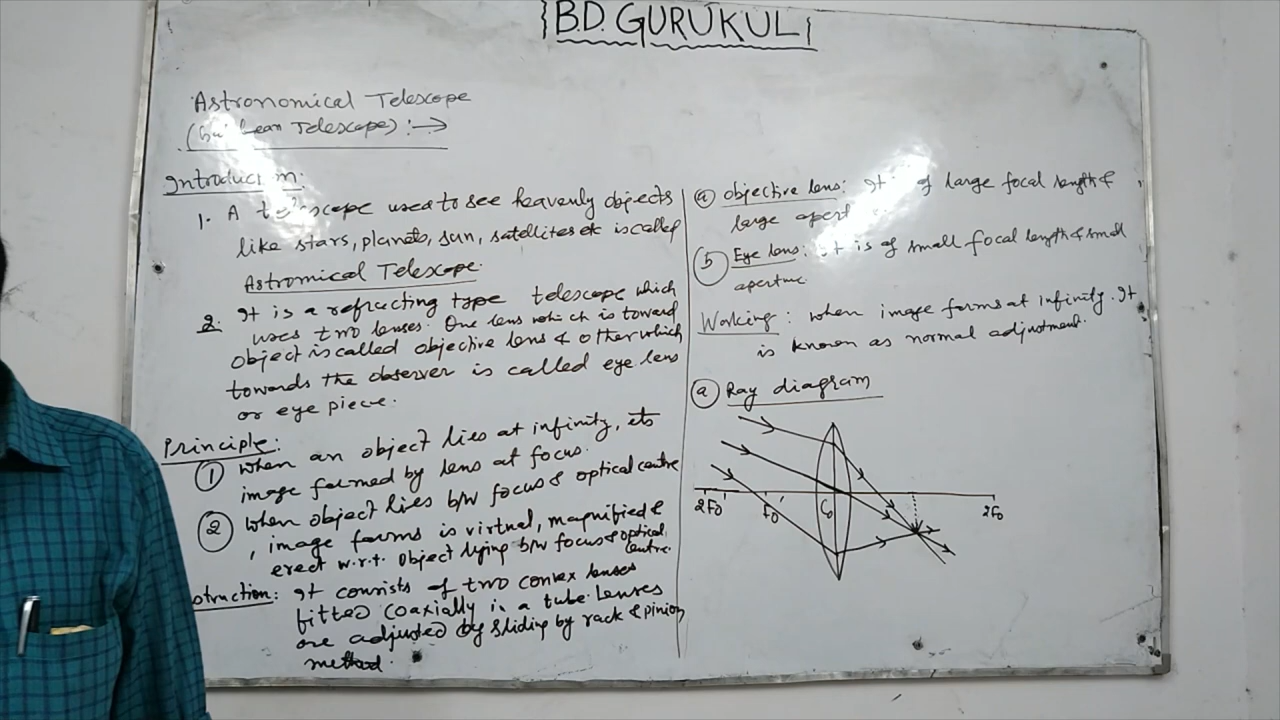 B.D. GURUKUL
Astronomical Telescope
Telescope) :→
1. A telescope used to see heavenly objects
like stars, planets, sun, satellites etc is called
Astromical Telescope.
2. It is a refracting type telescope which
uses two lenses. One lens which is toward
object is called objective lens & other which
towards the observer is called eye lens
or eye piece.
Principle:
① When an object lies at infinity, its
image formed by lens at focus.
② When object lies b/w focus & optical centre
, image forms is virtual, magnified &
erect w.r.t. object lying b/w focus & optical
centre.
struction: It consists of two convex lenses
fitted coaxially in a tube. Lenses
are adjusted by sliding by rack & pinion
method.
ⓐ objective lens: It of large focal length &
large apert
⑤ Eye lens: it is of small focal length & small
aperture
Working: When image forms at infinity. It
is known as normal adjustment.
ⓐ Ray diagram
2Fo Fo Co 2Fo